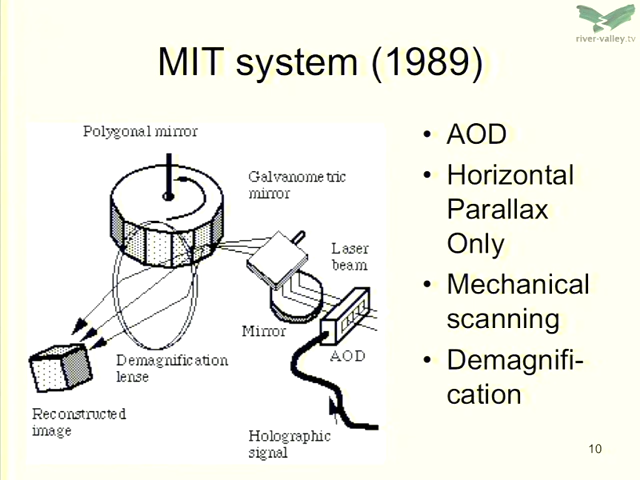 river-valley.tv
MIT system (1989)
Polygonal mirror
Galvanometric
mirror
Laser
beam
Mirror
AOD
Demagnification
lense
Reconstructed
image
Holographic
signal
• AOD
• Horizontal
Parallax
Only
• Mechanical
scanning
• Demagnifi-
cation
10